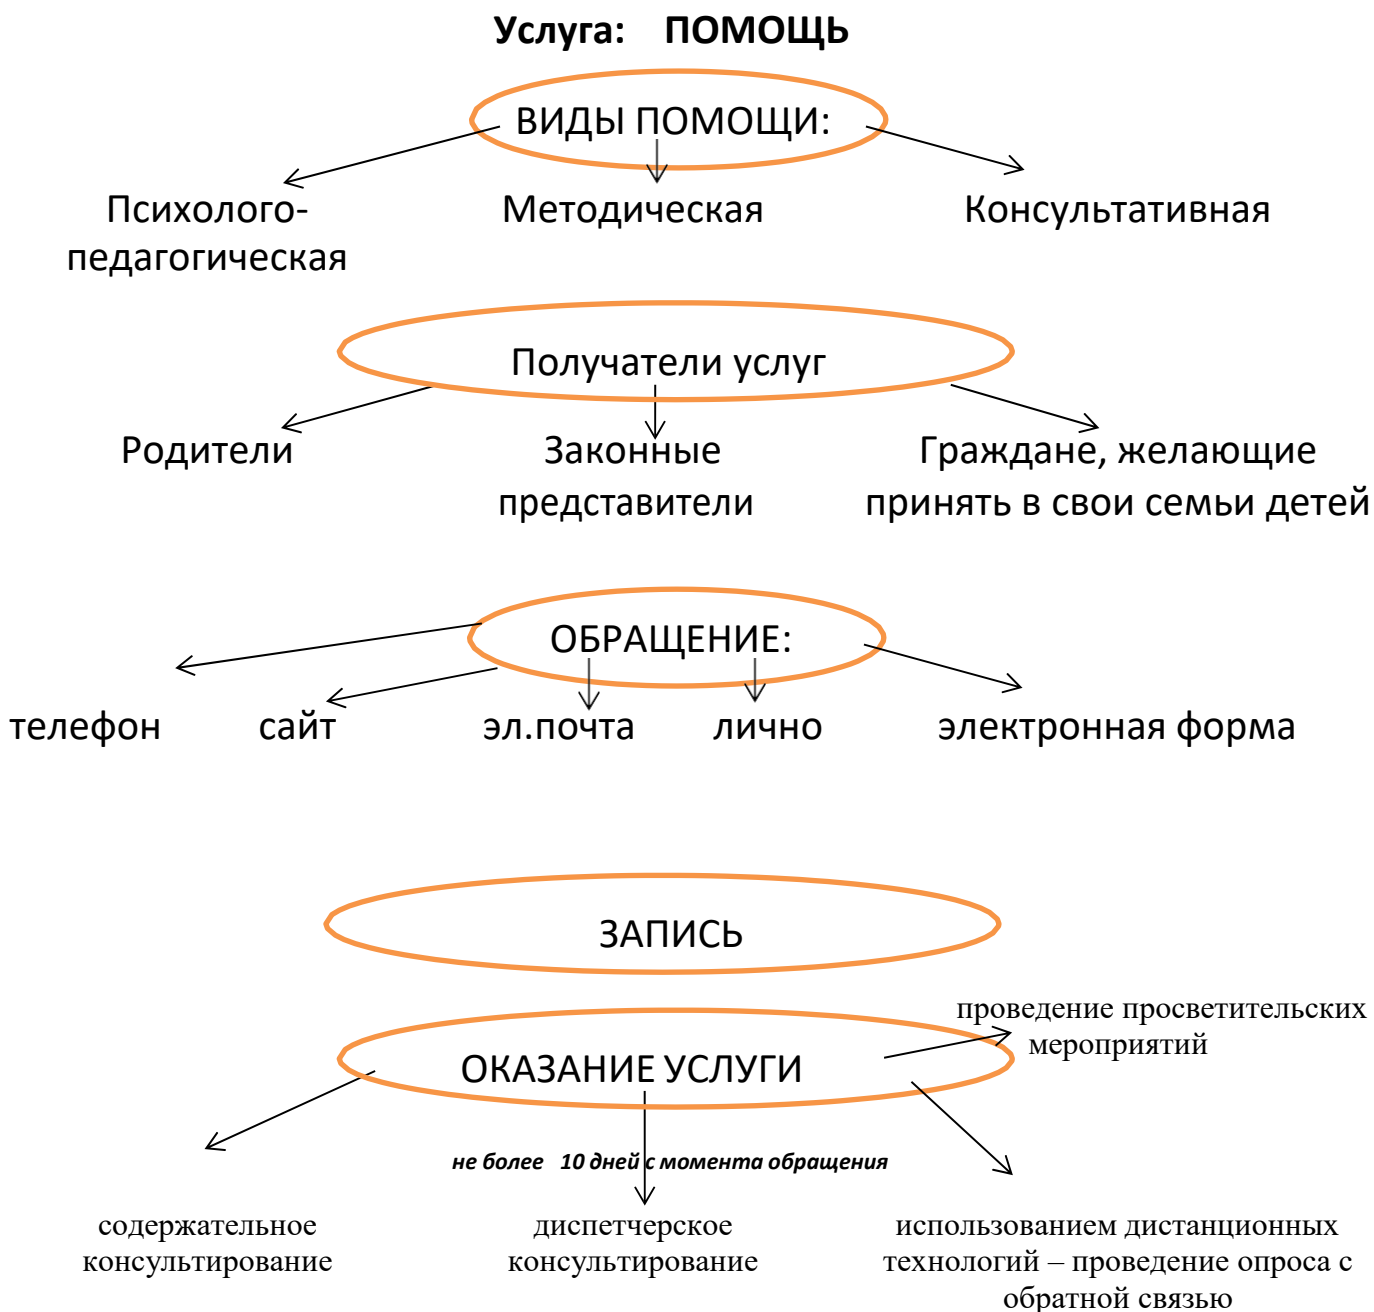 Услуга: ПОМОЩЬ
ВИДЫ ПОМОЩИ:
Психолого-
педагогическая
Методическая
Консультативная
Получатели услуг
Родители
Законные
представители
Граждане, желающие
принять в свои семьи детей
ОБРАЩЕНИЕ:
телефон
сайт
эл.почта
лично
электронная форма
ЗАПИСЬ
проведение просветительских
мероприятий
ОКАЗАНИЕ УСЛУГИ
не более 10 дней с момента обращения
содержательное
консультирование
диспетчерское
консультирование
использованием дистанционных
технологий – проведение опроса с
обратной связью